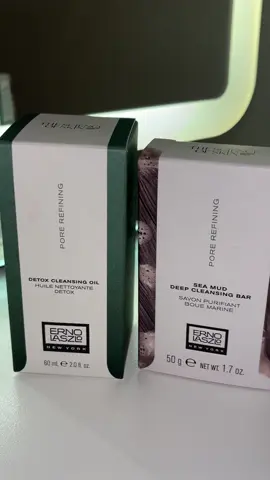 PORE REFINING
DETOX CLEANSING OIL
HUILE NETTOYANTE
DÉTOX
ERNO
LASZLO
NEW YORK
60 mL e 2.0 fl. oz.
PORE REFINING
SEA MUD
DEEP CLEANSING BAR
SAVON PURIFIANT
BOUE MARINE
ERNO
LASZLO
NEW YORK
50 g e NET WT. 1.7 oz.